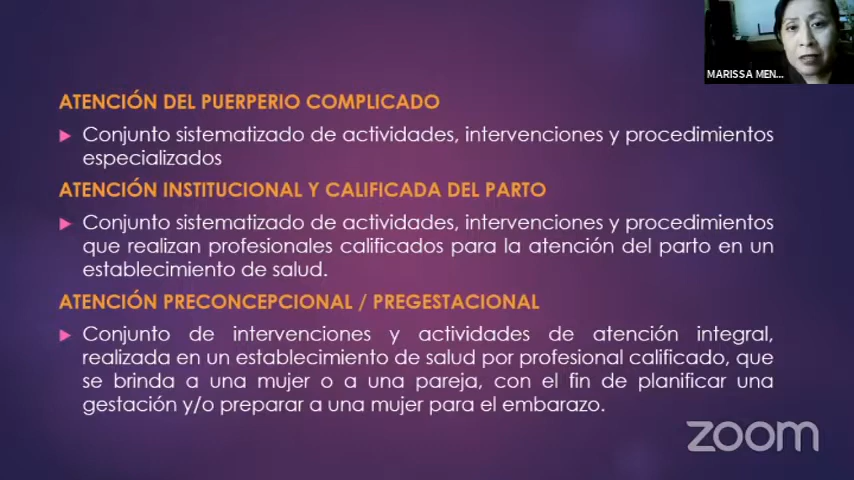 MARISSA MEN...
ATENCIÓN DEL PUERPERIO COMPLICADO
Conjunto sistematizado de actividades, intervenciones y procedimientos
especializados
ATENCIÓN INSTITUCIONAL Y CALIFICADA DEL PARTO
Conjunto sistematizado de actividades, intervenciones y procedimientos
que realizan profesionales calificados para la atención del parto en un
establecimiento de salud.
ATENCIÓN PRECONCEPCIONAL / PREGESTACIONAL
Conjunto de intervenciones y actividades de atención integral,
realizada en un establecimiento de salud por profesional calificado, que
se brinda a una mujer o a una pareja, con el fin de planificar una
gestación y/o preparar a una mujer para el embarazo.
zoom